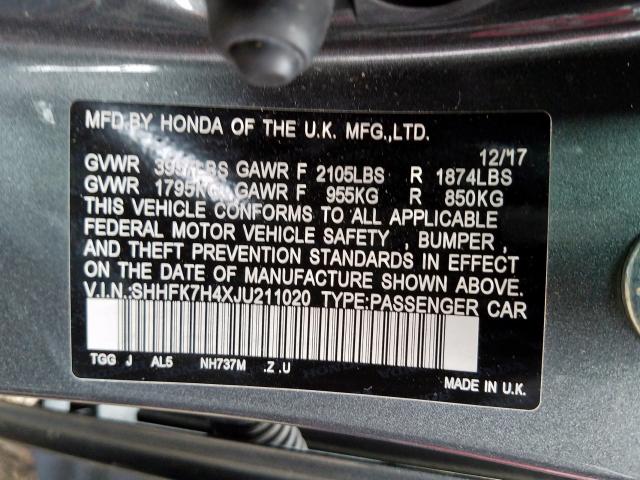 MFD.BY HONDA OF THE U.K. MFG.,LTD.
12/17
GVWR GAWR F 2105LBS R 1874LBS
GVWR 1795KG GAWR F 955KG R 850KG
THIS VEHICLE CONFORMS TO ALL APPLICABLE
FEDERAL MOTOR VEHICLE SAFETY , BUMPER ,
AND THEFT PREVENTION STANDARDS IN EFFECT
ON THE DATE OF MANUFACTURE SHOWN ABOVE.
V.I.N.:SHHFK7H4XJU211020 TYPE:PASSENGER CAR
TGG J AL5 NH737M .Z .U
MADE IN U.K.